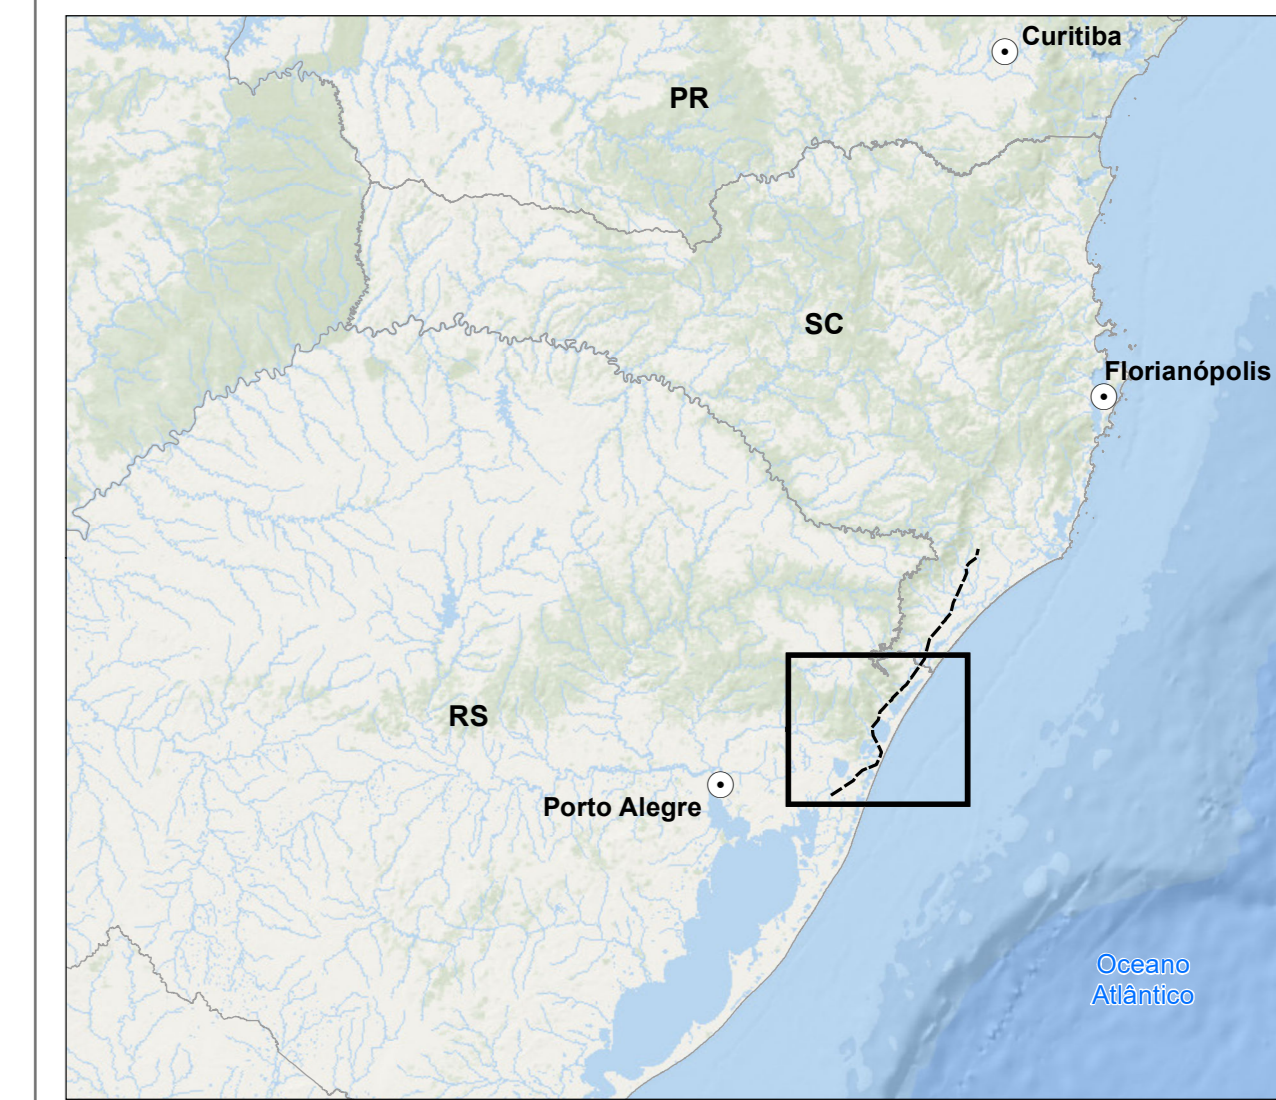 Curitiba
PR
SC
Florianópolis
RS
Porto Alegre
Oceano
Atlântico